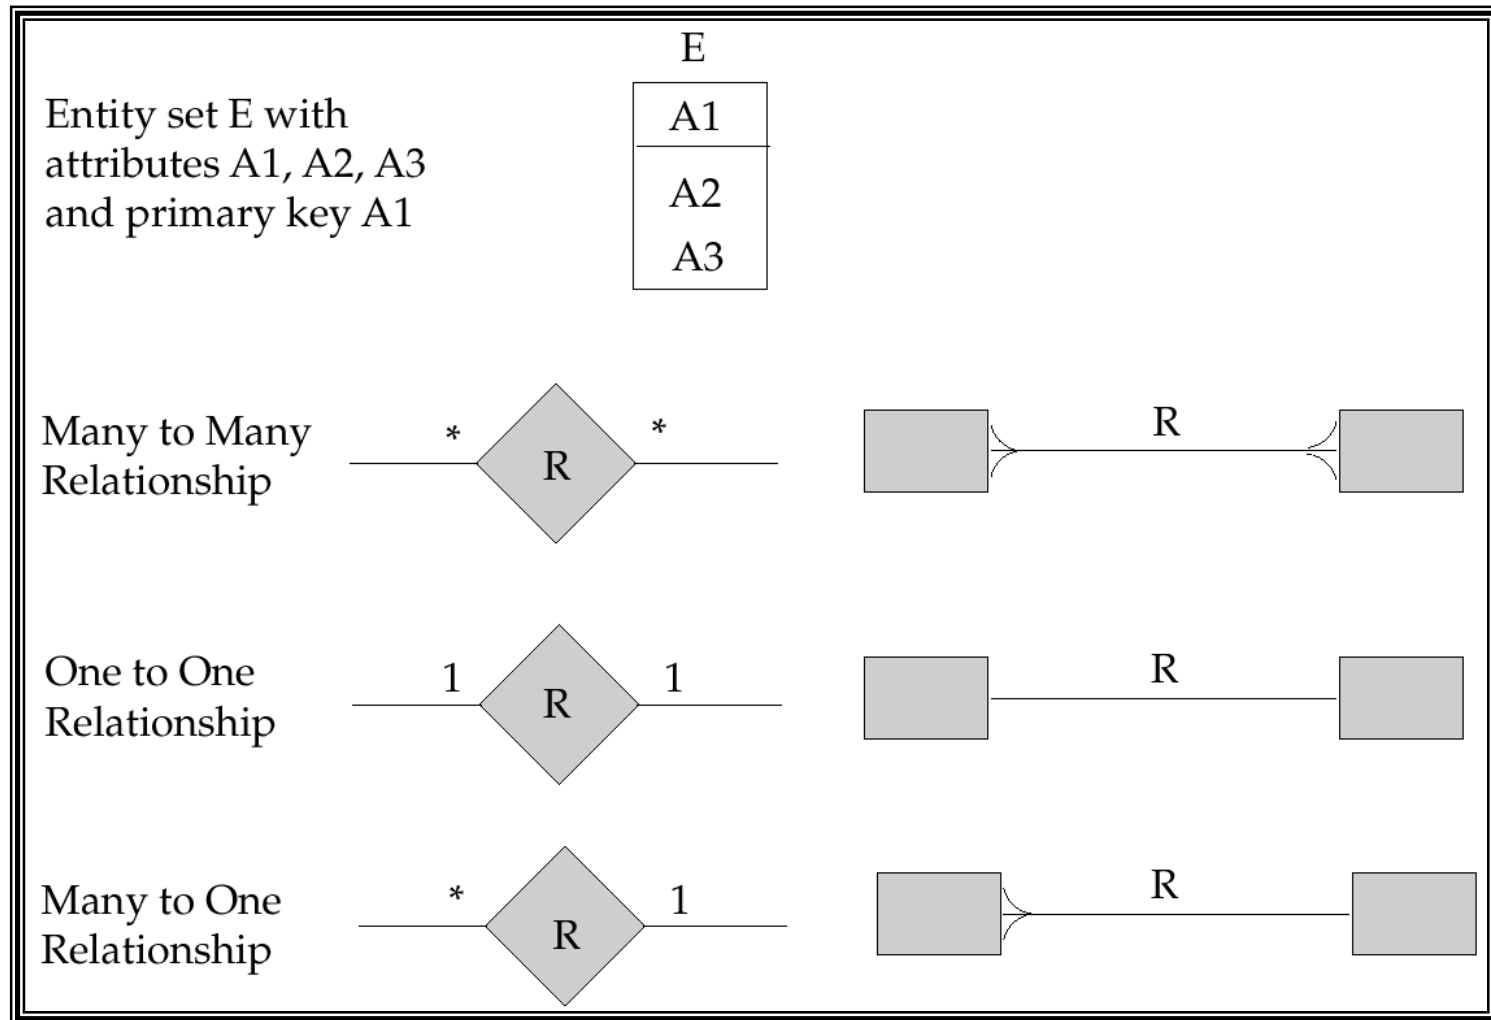 E
Entity set E with
attributes A1, A2, A3
and primary key A1
A1
A2
A3
Many to Many
Relationship
*
R
*
R
One to One
Relationship
1
R
1
R
Many to One
Relationship
*
R
1
R